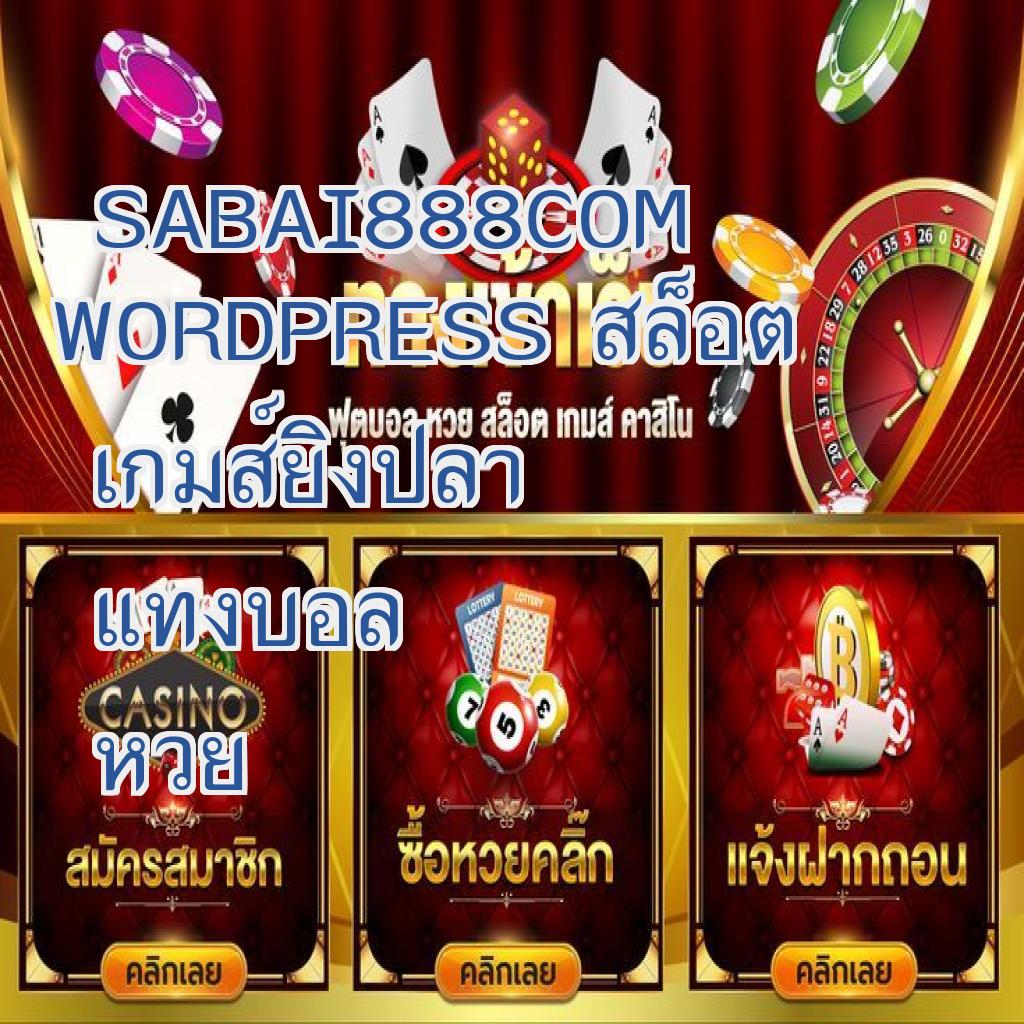 SABAI888COM
WORDPRESS สล็อต
ฟุตบอล หวย สล็อต เกมส์ คาสิโน
เกมส์ยิงปลา
แทงบอล
LOTTERY
LOTTERY
CASINO
หวย
สมัครสมาชิก
ซื้อหวยคลิ๊ก
แจ้งฝากถอน
คลิกเลย
คลิกเลย
คลิกเลย